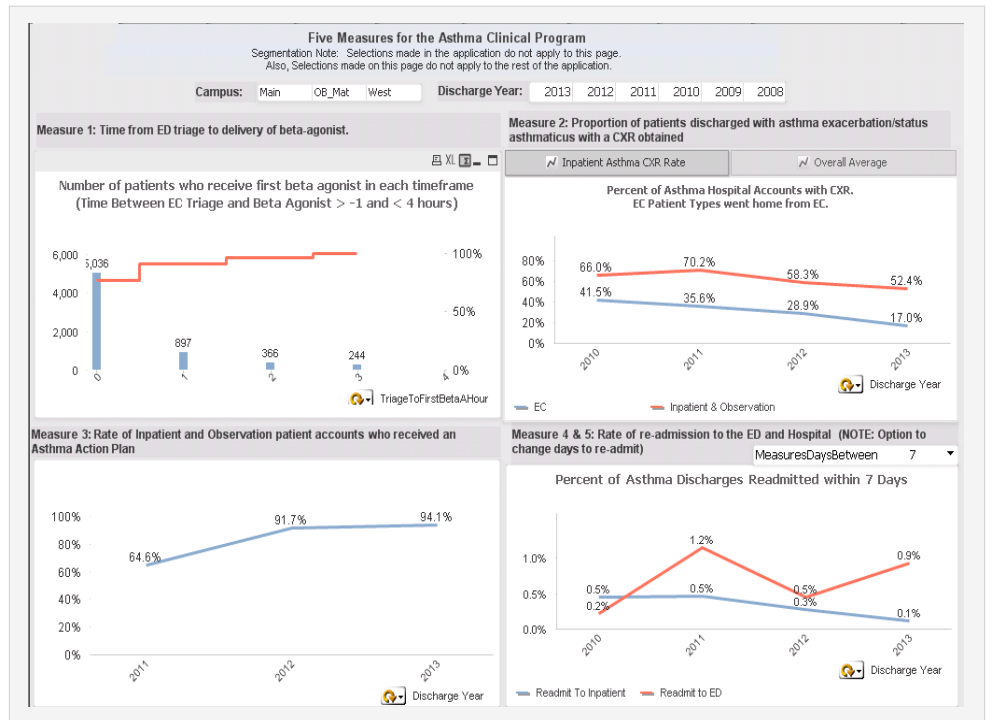 Five Measures for the Asthma Clinical Program
Segmentation Note: Selections made in the application do not apply to this page.
Also, Selections made on this page do not apply to the rest of the application.
Campus: Main OB_Mat West Discharge Year: 2013 2012 2011 2010 2009 2008
Measure 1: Time from ED triage to delivery of beta-agonist.
XL
Number of patients who receive first beta agonist in each timeframe
(Time Between EC Triage and Beta Agonist > -1 and < 4 hours)
6,000
4,000
2,000
0
5,036
897
366
244
100%
50%
0%
0 1 2 3 4
TriageToFirstBetaAHour
Measure 2: Proportion of patients discharged with asthma exacerbation/status
asthmaticus with a CXR obtained
Inpatient Asthma CXR Rate
Overall Average
Percent of Asthma Hospital Accounts with CXR.
EC Patient Types went home from EC.
80%
60%
40%
20%
0%
66.0% 70.2% 58.3% 52.4%
41.5% 35.6% 28.9% 17.0%
2010 2011 2012 2013
Discharge Year
EC Inpatient & Observation
Measure 3: Rate of Inpatient and Observation patient accounts who received an
Asthma Action Plan
100%
80%
60%
40%
20%
0%
64.6% 91.7% 94.1%
2011 2012 2013
Discharge Year
Measure 4 & 5: Rate of re-admission to the ED and Hospital (NOTE: Option to
change days to re-admit)
MeasuresDaysBetween 7
Percent of Asthma Discharges Readmitted within 7 Days
1.0%
0.5%
0.0%
0.5% 0.5% 0.3% 0.1%
0.2% 1.2% 0.5% 0.9%
2010 2011 2012 2013
Discharge Year
Readmit To Inpatient Readmit to ED